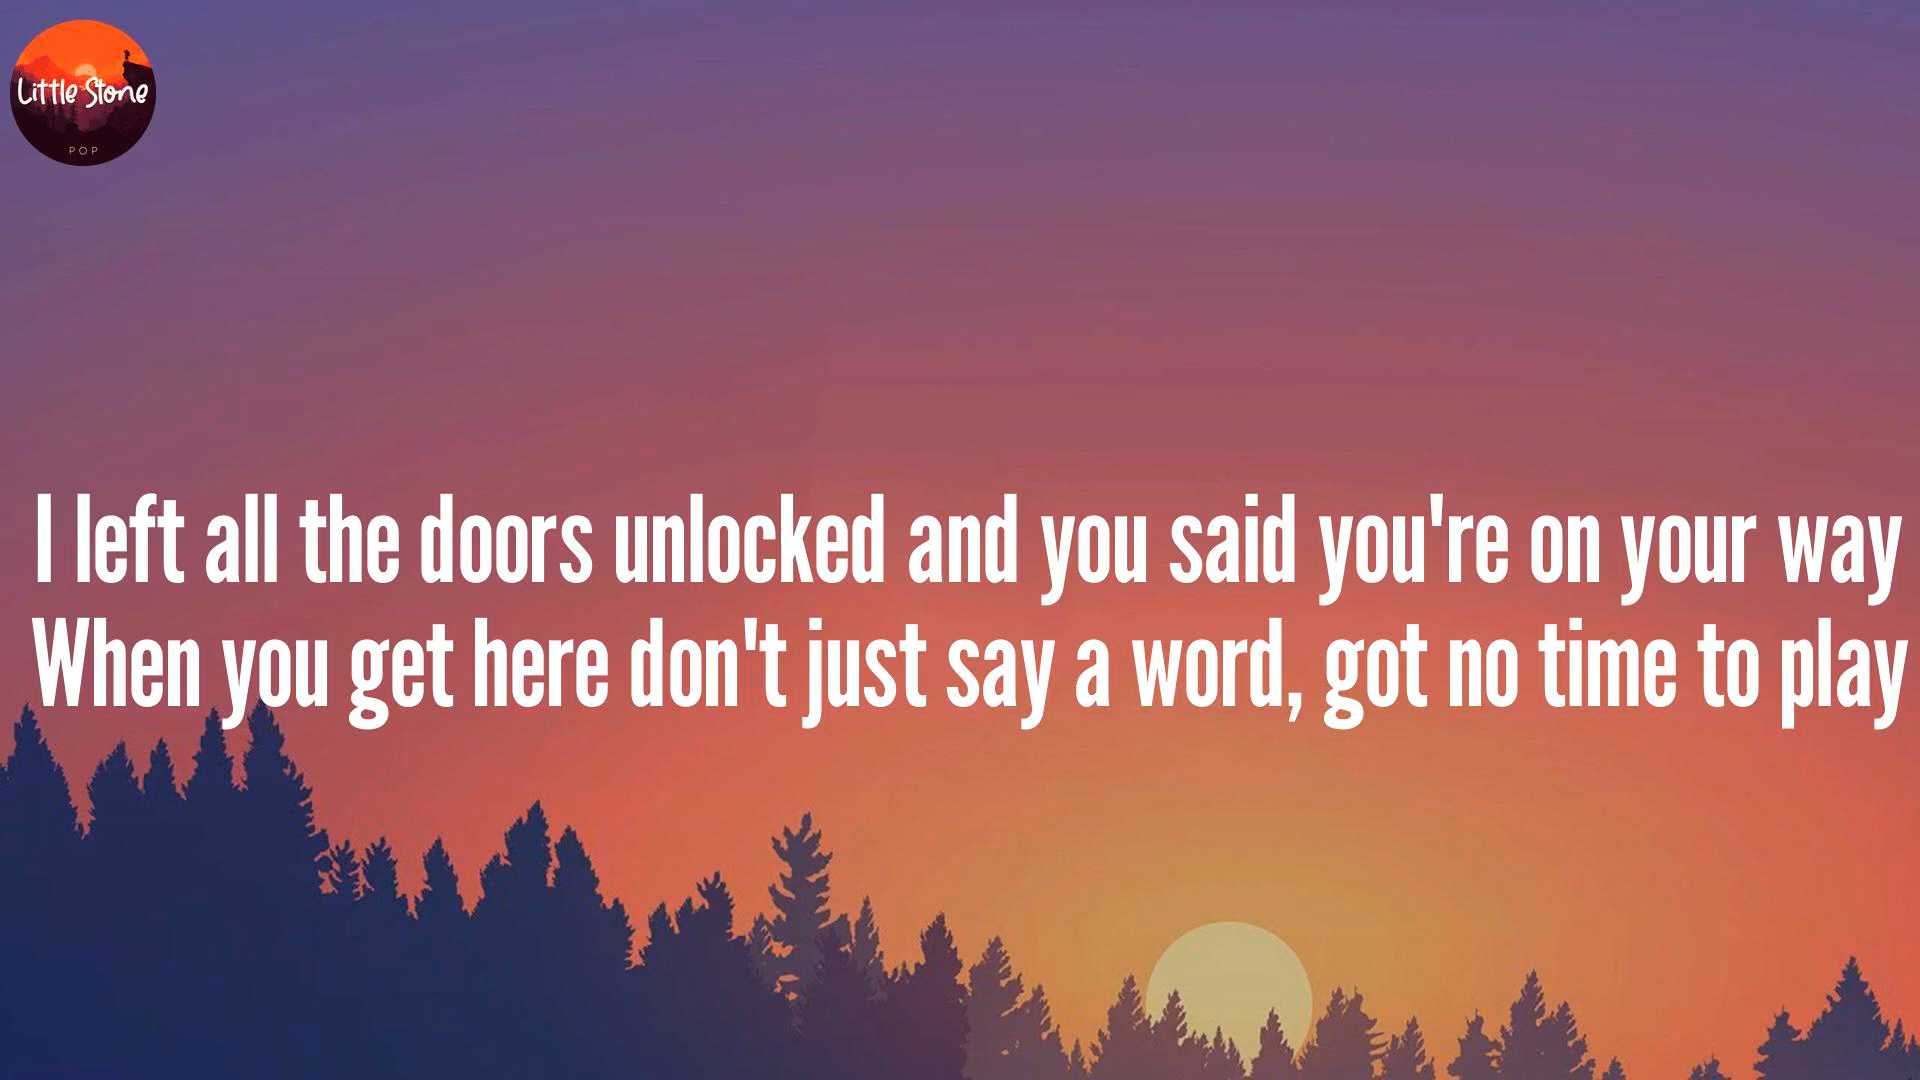 Little Stone
POP
I left all the doors unlocked and you said you're on your way
When you get here don't just say a word, got no time to play